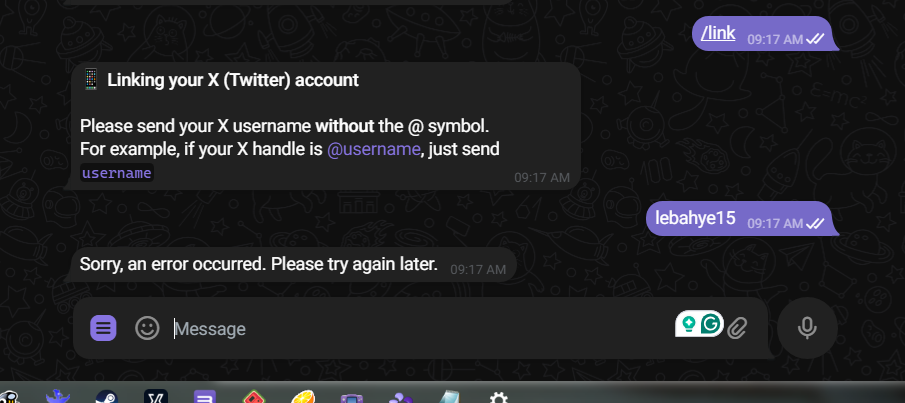 /link
09:17 AM
Linking your X (Twitter) account
Please send your X username without the @ symbol.
For example, if your X handle is @username, just send
username
09:17 AM
lebahye15 09:17 AM
Sorry, an error occurred. Please try again later. 09:17 AM
Message